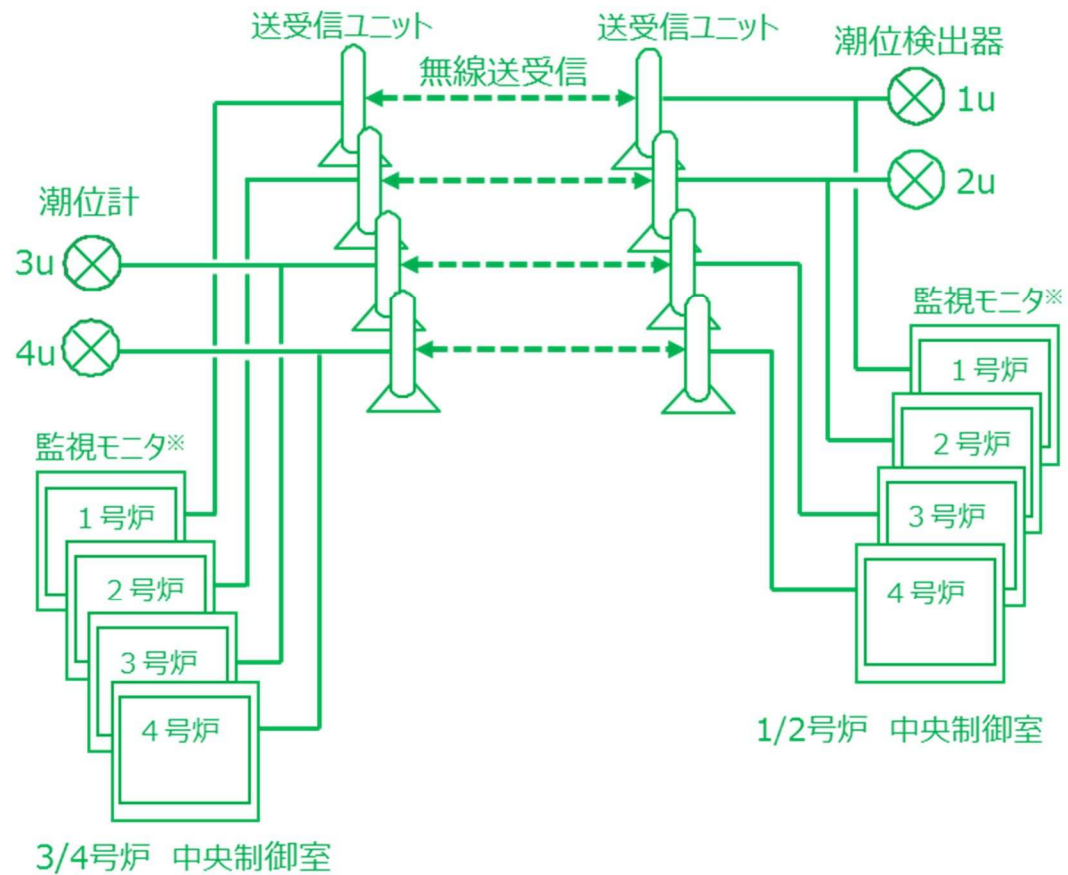 送受信ユニット
送受信ユニット
潮位検出器
無線送受信
1u
2u
潮位計
3u
4u
監視モニタ※
1号炉
2号炉
3号炉
4号炉
1/2号炉 中央制御室
監視モニタ※
1号炉
2号炉
3号炉
4号炉
3/4号炉 中央制御室